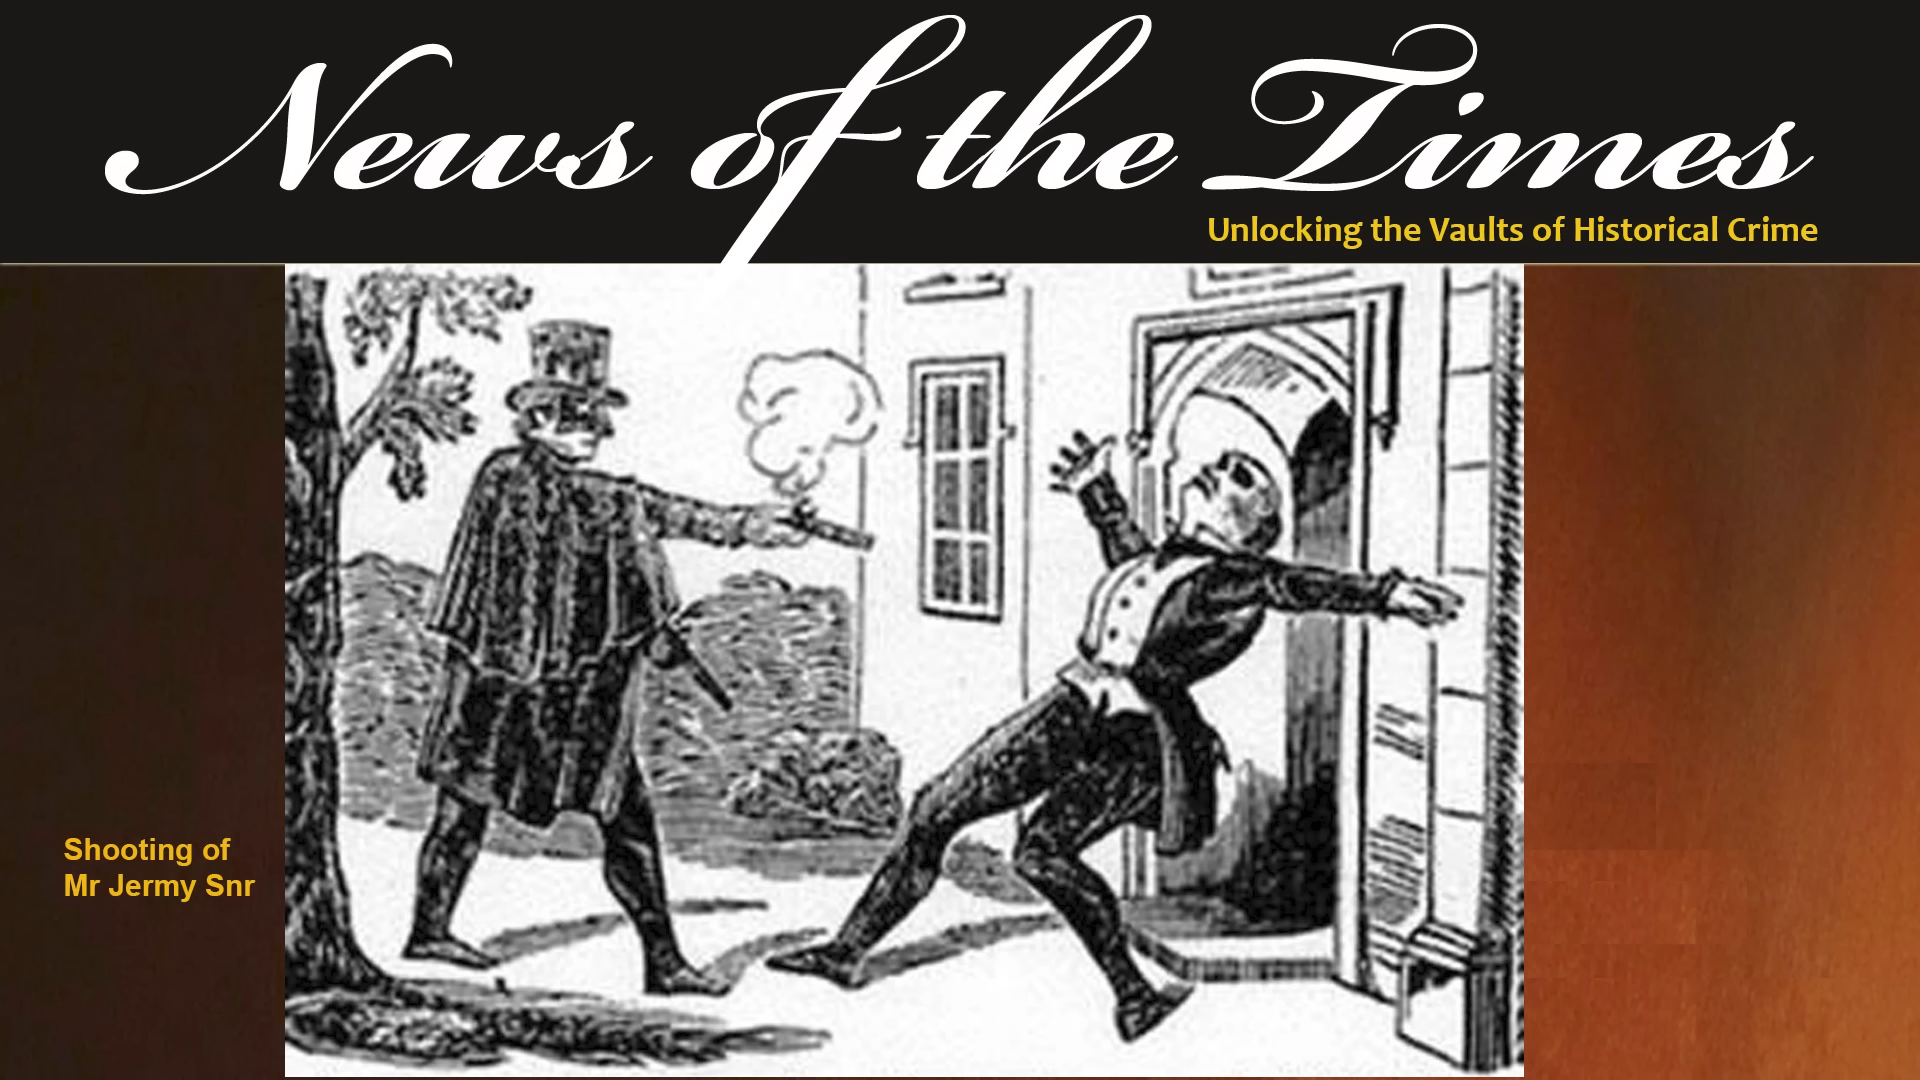 News of the Times
Unlocking the Vaults of Historical Crime
Shooting of
Mr Jermy Snr